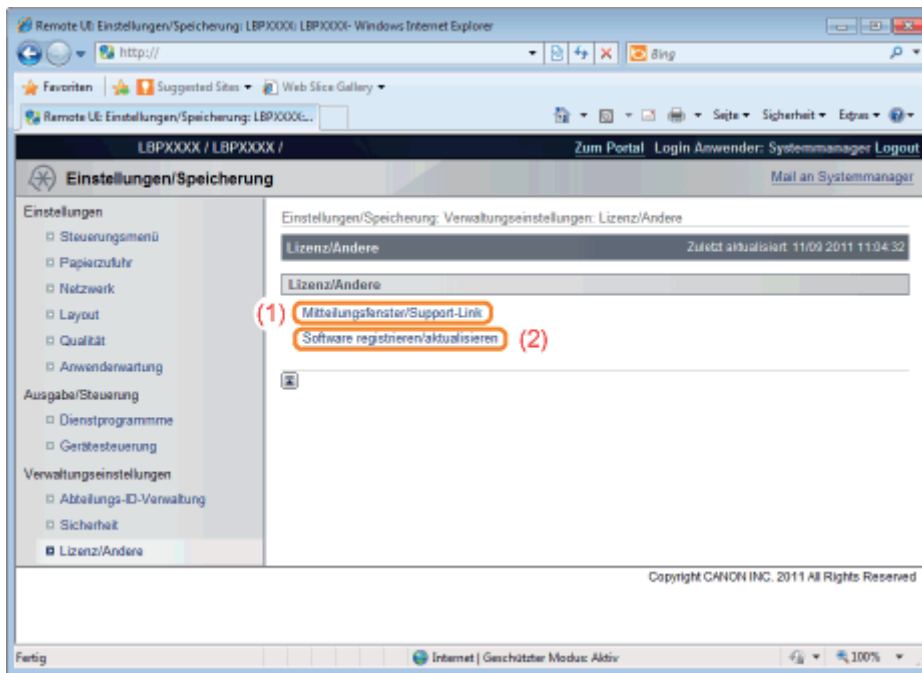 Remote UI: Einstellungen/Speicherung: LBPXXXX: LBPXXXX- Windows Internet Explorer
http://
Bing
Favoriten Suggested Sites Web Slice Gallery
Remote UI: Einstellungen/Speicherung: LBPXXXX:... Seite Sicherheit Extras
LBPXXXX / LBPXXXX / Zum Portal Login Anwender: Systemmanager Logout
Einstellungen/Speicherung Mail an Systemmanager
Einstellungen
Steuerungsmenü
Papierzufuhr
Netzwerk
Layout
Qualität
Anwenderwartung
Ausgabe/Steuerung
Dienstprogrammme
Gerätesteuerung
Verwaltungseinstellungen
Abteilungs-ID-Verwaltung
Sicherheit
Lizenz/Andere
Einstellungen/Speicherung: Verwaltungseinstellungen: Lizenz/Andere
Lizenz/Andere Zuletzt aktualisiert: 11/09 2011 11:04:32
Lizenz/Andere
(1) Mitteilungsfenster/Support-Link
Software registrieren/aktualisieren (2)
Copyright CANON INC. 2011 All Rights Reserved
Fertig Internet | Geschützter Modus: Aktiv 100%